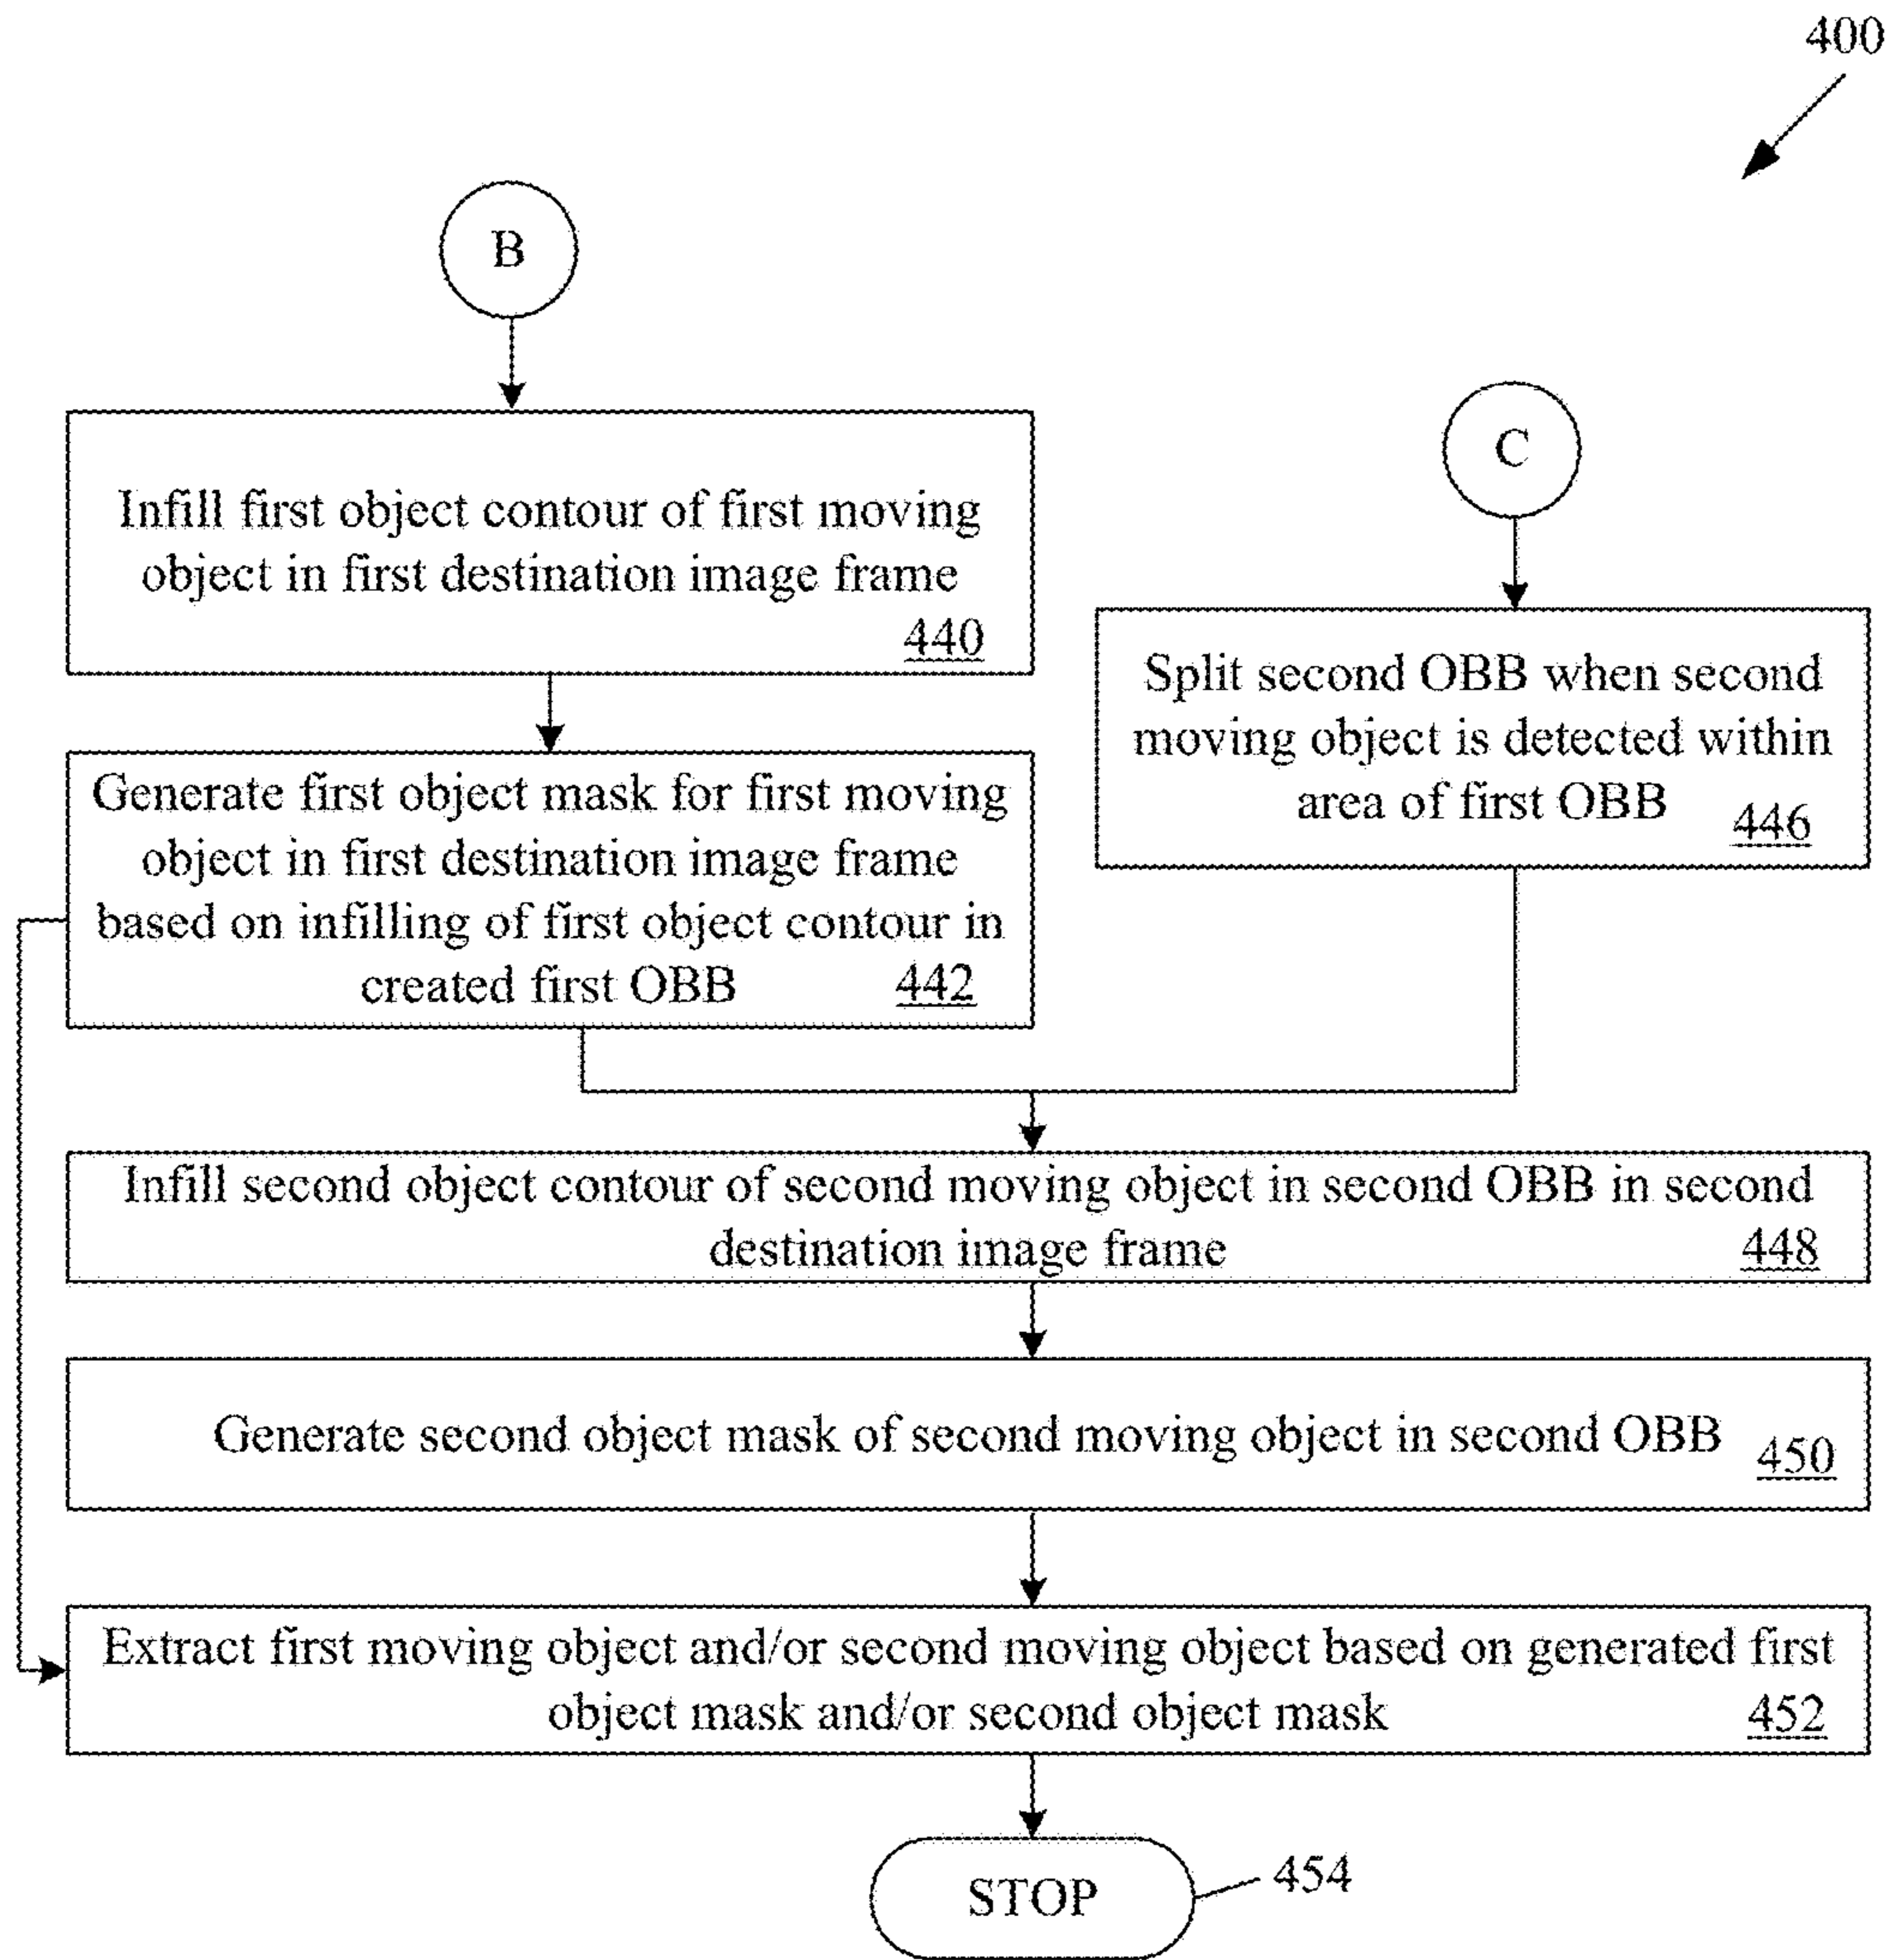 400
B
Infill first object contour of first moving
object in first destination image frame
440
C
Split second OBB when second
moving object is detected within
area of first OBB
446
Generate first object mask for first moving
object in first destination image frame
based on infilling of first object contour in
created first OBB
442
Infill second object contour of second moving object in second OBB in second
destination image frame
448
Generate second object mask of second moving object in second OBB
450
Extract first moving object and/or second moving object based on generated first
object mask and/or second object mask
452
STOP
454